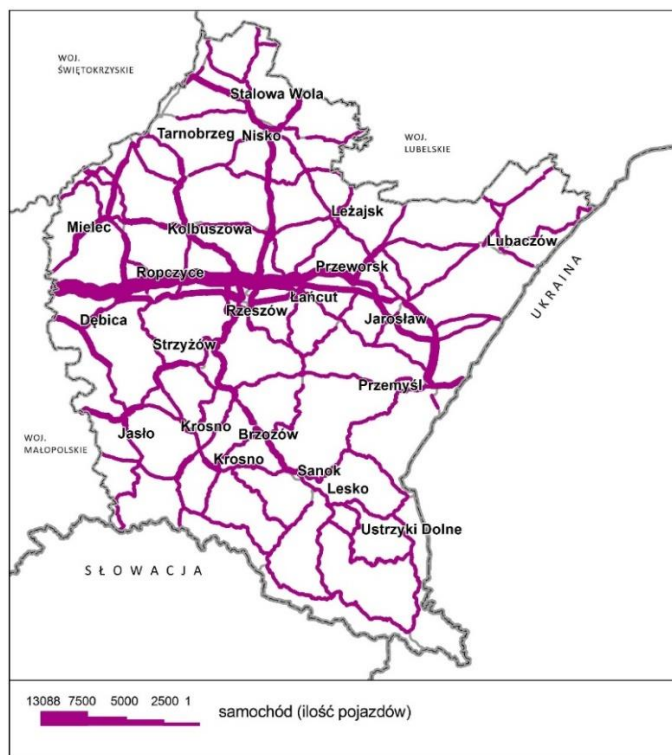 WOJ.
ŚWIĘTOKRZYSKIE
Stalowa Wola
Tarnobrzeg
Nisko
WOJ.
LUBELSKIE
Leżajsk
Mielec
Kolbuszowa
Lubaczów
Ropczyce
Przeworsk
Łańcut
Rzeszów
Jarosław
Dębica
UKRAINA
Strzyżów
Przemyśl
Krosno
Jasło
Brzozów
WOJ.
MAŁOPOLSKIE
Krosno
Sanok
Lesko
Ustrzyki Dolne
SŁOWACJA
13088 7500 5000 2500 1
samochód (ilość pojazdów)